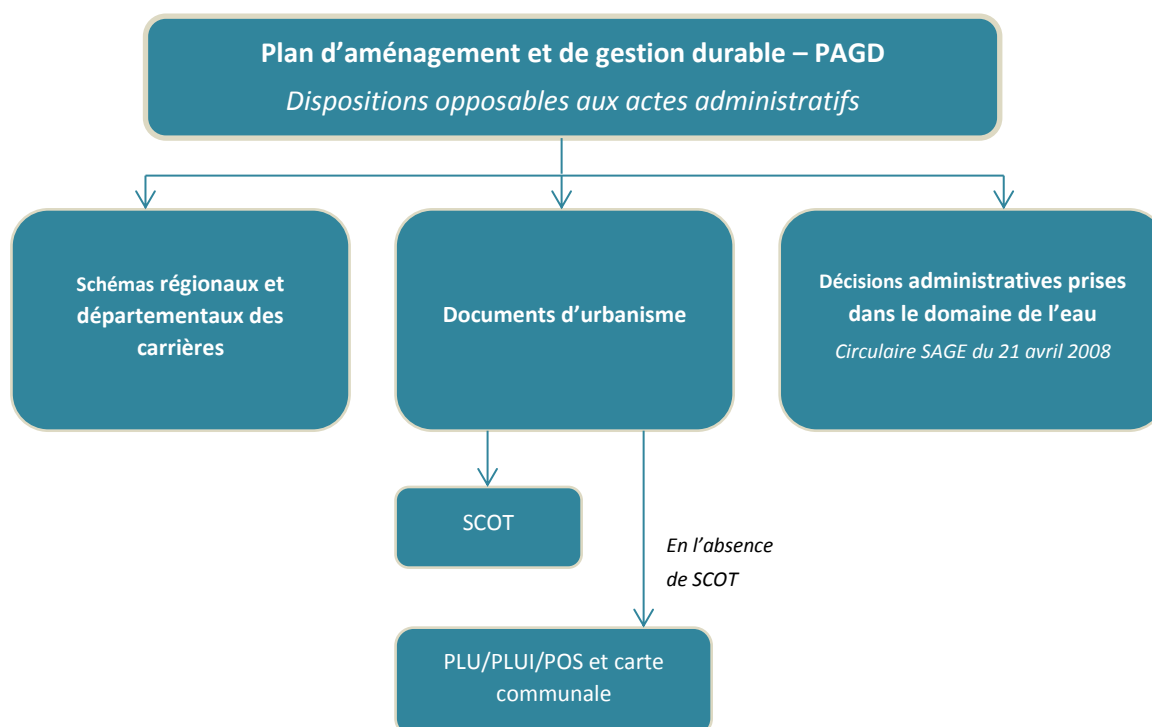 Plan d’aménagement et de gestion durable – PAGD
Dispositions opposables aux actes administratifs
Schémas régionaux et
départementaux des
carrières
Documents d’urbanisme
Décisions administratives prises
dans le domaine de l’eau
Circulaire SAGE du 21 avril 2008
SCOT
En l’absence
de SCOT
PLU/PLUI/POS et carte
communale